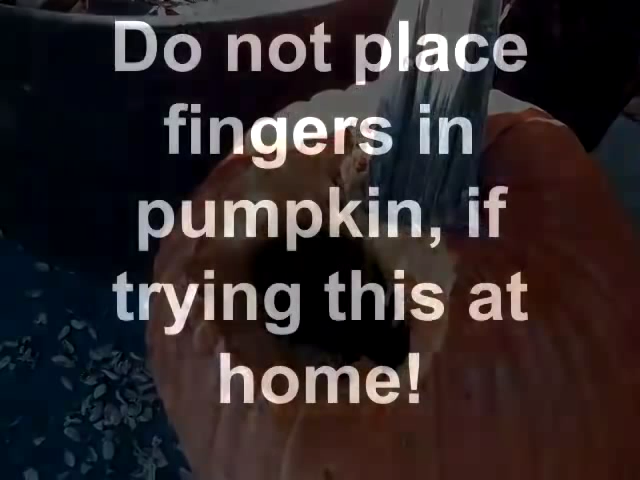 Do not place
fingers in
pumpkin, if
trying this at
home!